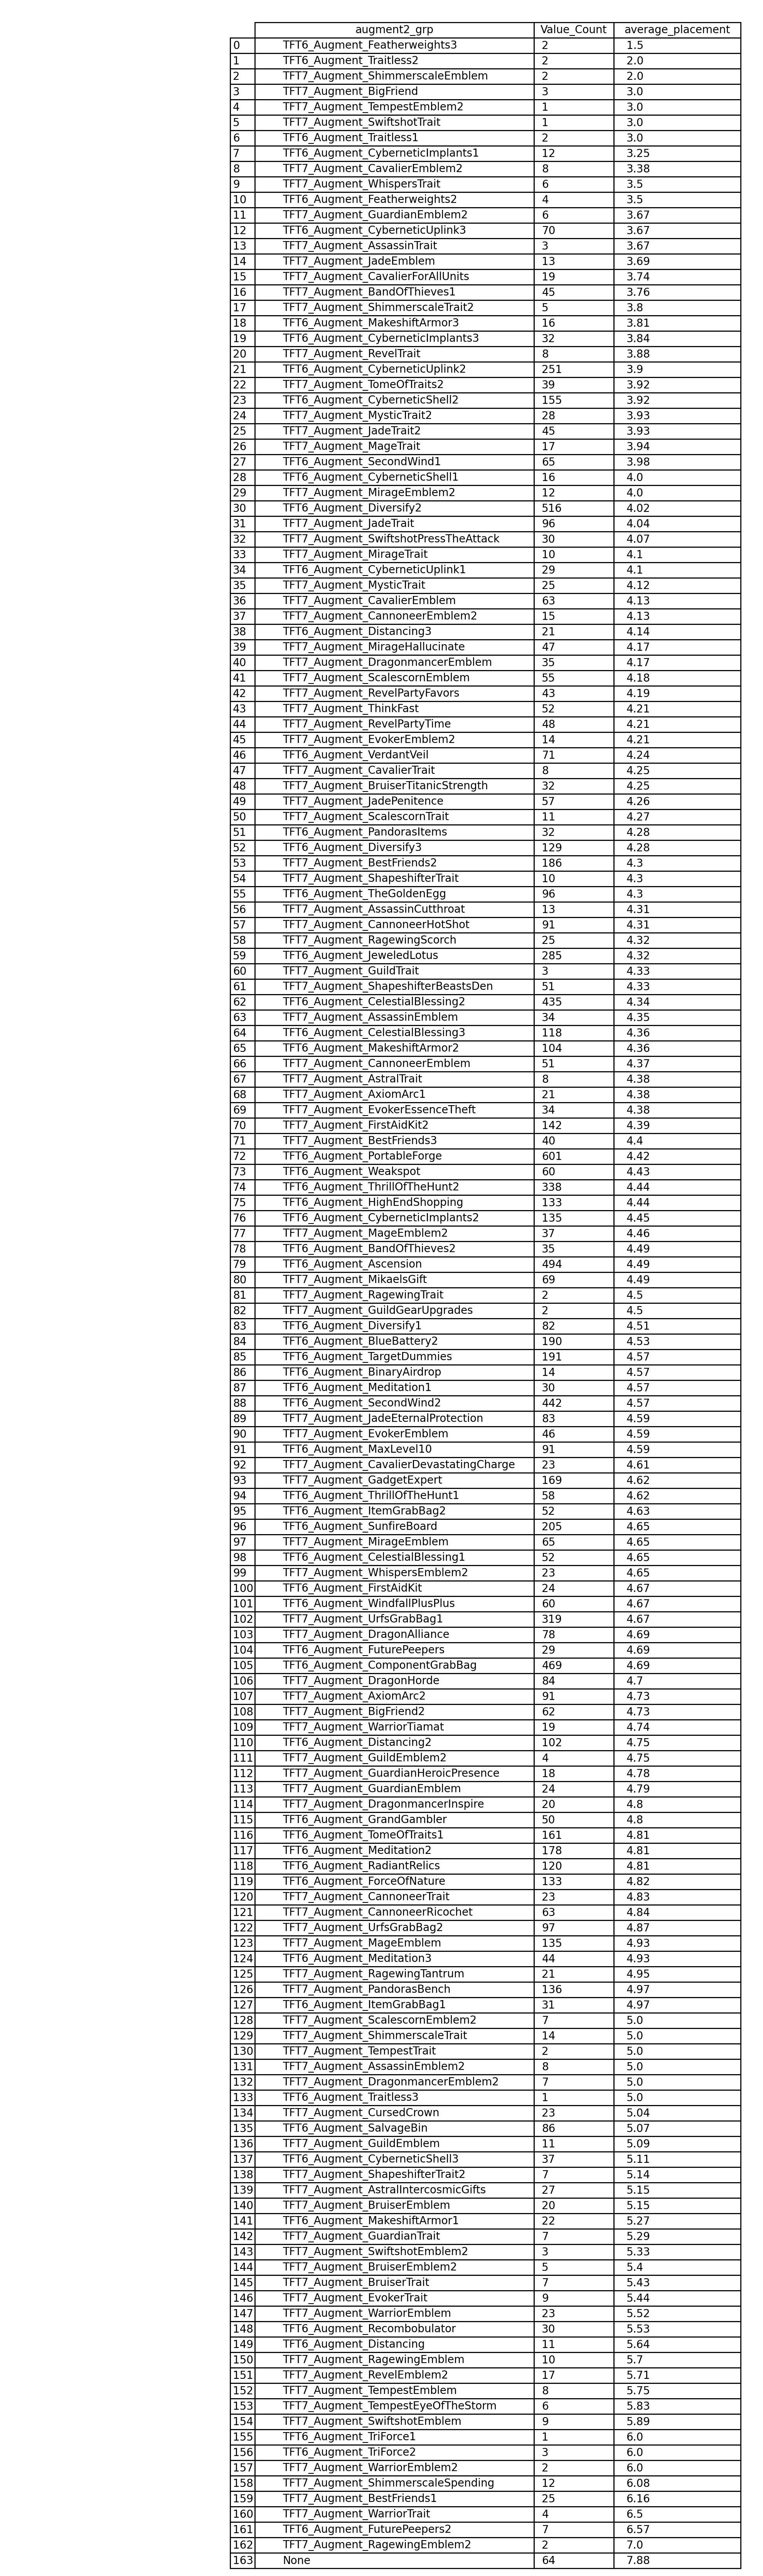 augment2_grp Value_Count average_placement
0 TFT6_Augment_Featherweights3 2 1.5
1 TFT6_Augment_Traitless2 2 2.0
2 TFT7_Augment_ShimmerscaleEmblem 2 2.0
3 TFT7_Augment_BigFriend 3 3.0
4 TFT7_Augment_TempestEmblem2 1 3.0
5 TFT7_Augment_SwiftshotTrait 1 3.0
6 TFT6_Augment_Traitless1 2 3.0
7 TFT6_Augment_CyberneticImplants1 12 3.25
8 TFT7_Augment_CavalierEmblem2 8 3.38
9 TFT7_Augment_WhispersTrait 6 3.5
10 TFT6_Augment_Featherweights2 4 3.5
11 TFT7_Augment_GuardianEmblem2 6 3.67
12 TFT6_Augment_CyberneticUplink3 70 3.67
13 TFT7_Augment_AssassinTrait 3 3.67
14 TFT7_Augment_JadeEmblem 13 3.69
15 TFT7_Augment_CavalierForAllUnits 19 3.74
16 TFT6_Augment_BandOfThieves1 45 3.76
17 TFT7_Augment_ShimmerscaleTrait2 5 3.8
18 TFT6_Augment_MakeshiftArmor3 16 3.81
19 TFT6_Augment_CyberneticImplants3 32 3.84
20 TFT7_Augment_RevelTrait 8 3.88
21 TFT6_Augment_CyberneticUplink2 251 3.9
22 TFT7_Augment_TomeOfTraits2 39 3.92
23 TFT6_Augment_CyberneticShell2 155 3.92
24 TFT7_Augment_MysticTrait2 28 3.93
25 TFT7_Augment_JadeTrait2 45 3.93
26 TFT7_Augment_MageTrait 17 3.94
27 TFT6_Augment_SecondWind1 65 3.98
28 TFT6_Augment_CyberneticShell1 16 4.0
29 TFT7_Augment_MirageEmblem2 12 4.0
30 TFT6_Augment_Diversify2 516 4.02
31 TFT7_Augment_JadeTrait 96 4.04
32 TFT7_Augment_SwiftshotPressTheAttack 30 4.07
33 TFT7_Augment_MirageTrait 10 4.1
34 TFT6_Augment_CyberneticUplink1 29 4.1
35 TFT7_Augment_MysticTrait 25 4.12
36 TFT7_Augment_CavalierEmblem 63 4.13
37 TFT7_Augment_CannoneerEmblem2 15 4.13
38 TFT6_Augment_Distancing3 21 4.14
39 TFT7_Augment_MirageHallucinate 47 4.17
40 TFT7_Augment_DragonmancerEmblem 35 4.17
41 TFT7_Augment_ScalescornEmblem 55 4.18
42 TFT7_Augment_RevelPartyFavors 43 4.19
43 TFT7_Augment_ThinkFast 52 4.21
44 TFT7_Augment_RevelPartyTime 48 4.21
45 TFT7_Augment_EvokerEmblem2 14 4.21
46 TFT6_Augment_VerdantVeil 71 4.24
47 TFT7_Augment_CavalierTrait 8 4.25
48 TFT7_Augment_BruiserTitanicStrength 32 4.25
49 TFT7_Augment_JadePenitence 57 4.26
50 TFT7_Augment_ScalescornTrait 11 4.27
51 TFT6_Augment_PandorasItems 32 4.28
52 TFT6_Augment_Diversify3 129 4.28
53 TFT7_Augment_BestFriends2 186 4.3
54 TFT7_Augment_ShapeshifterTrait 10 4.3
55 TFT6_Augment_TheGoldenEgg 96 4.3
56 TFT7_Augment_AssassinCutthroat 13 4.31
57 TFT7_Augment_CannoneerHotShot 91 4.31
58 TFT7_Augment_RagewingScorch 25 4.32
59 TFT6_Augment_JeweledLotus 285 4.32
60 TFT7_Augment_GuildTrait 3 4.33
61 TFT7_Augment_ShapeshifterBeastsDen 51 4.33
62 TFT6_Augment_CelestialBlessing2 435 4.34
63 TFT7_Augment_AssassinEmblem 34 4.35
64 TFT6_Augment_CelestialBlessing3 118 4.36
65 TFT6_Augment_MakeshiftArmor2 104 4.36
66 TFT7_Augment_CannoneerEmblem 51 4.37
67 TFT7_Augment_AstralTrait 8 4.38
68 TFT7_Augment_AxiomArc1 21 4.38
69 TFT7_Augment_EvokerEssenceTheft 34 4.38
70 TFT7_Augment_FirstAidKit2 142 4.39
71 TFT7_Augment_BestFriends3 40 4.4
72 TFT6_Augment_PortableForge 601 4.42
73 TFT6_Augment_Weakspot 60 4.43
74 TFT6_Augment_ThrillOfTheHunt2 338 4.44
75 TFT6_Augment_HighEndShopping 133 4.44
76 TFT6_Augment_CyberneticImplants2 135 4.45
77 TFT7_Augment_MageEmblem2 37 4.46
78 TFT6_Augment_BandOfThieves2 35 4.49
79 TFT6_Augment_Ascension 494 4.49
80 TFT7_Augment_MikaelsGift 69 4.49
81 TFT7_Augment_RagewingTrait 2 4.5
82 TFT7_Augment_GuildGearUpgrades 2 4.5
83 TFT6_Augment_Diversify1 82 4.51
84 TFT6_Augment_BlueBattery2 190 4.53
85 TFT6_Augment_TargetDummies 191 4.57
86 TFT6_Augment_BinaryAirdrop 14 4.57
87 TFT6_Augment_Meditation1 30 4.57
88 TFT6_Augment_SecondWind2 442 4.57
89 TFT7_Augment_JadeEternalProtection 83 4.59
90 TFT7_Augment_EvokerEmblem 46 4.59
91 TFT6_Augment_MaxLevel10 91 4.59
92 TFT7_Augment_CavalierDevastatingCharge 23 4.61
93 TFT7_Augment_GadgetExpert 169 4.62
94 TFT6_Augment_ThrillOfTheHunt1 58 4.62
95 TFT6_Augment_ItemGrabBag2 52 4.63
96 TFT6_Augment_SunfireBoard 205 4.65
97 TFT7_Augment_MirageEmblem 65 4.65
98 TFT6_Augment_CelestialBlessing1 52 4.65
99 TFT7_Augment_WhispersEmblem2 23 4.65
100 TFT6_Augment_FirstAidKit 24 4.67
101 TFT6_Augment_WindfallPlusPlus 60 4.67
102 TFT7_Augment_UrfsGrabBag1 319 4.67
103 TFT7_Augment_DragonAlliance 78 4.69
104 TFT6_Augment_FuturePeepers 29 4.69
105 TFT6_Augment_ComponentGrabBag 469 4.69
106 TFT7_Augment_DragonHorde 84 4.7
107 TFT7_Augment_AxiomArc2 91 4.73
108 TFT7_Augment_BigFriend2 62 4.73
109 TFT7_Augment_WarriorTiamat 19 4.74
110 TFT6_Augment_Distancing2 102 4.75
111 TFT7_Augment_GuildEmblem2 4 4.75
112 TFT7_Augment_GuardianHeroicPresence 18 4.78
113 TFT7_Augment_GuardianEmblem 24 4.79
114 TFT7_Augment_DragonmancerInspire 20 4.8
115 TFT6_Augment_GrandGambler 50 4.8
116 TFT6_Augment_TomeOfTraits1 161 4.81
117 TFT6_Augment_Meditation2 178 4.81
118 TFT6_Augment_RadiantRelics 120 4.81
119 TFT6_Augment_ForceOfNature 133 4.82
120 TFT7_Augment_CannoneerTrait 23 4.83
121 TFT7_Augment_CannoneerRicochet 63 4.84
122 TFT7_Augment_UrfsGrabBag2 97 4.87
123 TFT7_Augment_MageEmblem 135 4.93
124 TFT6_Augment_Meditation3 44 4.93
125 TFT7_Augment_RagewingTantrum 21 4.95
126 TFT7_Augment_PandorasBench 136 4.97
127 TFT6_Augment_ItemGrabBag1 31 4.97
128 TFT7_Augment_ScalescornEmblem2 7 5.0
129 TFT7_Augment_ShimmerscaleTrait 14 5.0
130 TFT7_Augment_TempestTrait 2 5.0
131 TFT7_Augment_AssassinEmblem2 8 5.0
132 TFT7_Augment_DragonmancerEmblem2 7 5.0
133 TFT6_Augment_Traitless3 1 5.0
134 TFT7_Augment_CursedCrown 23 5.04
135 TFT6_Augment_SalvageBin 86 5.07
136 TFT7_Augment_GuildEmblem 11 5.09
137 TFT6_Augment_CyberneticShell3 37 5.11
138 TFT7_Augment_ShapeshifterTrait2 7 5.14
139 TFT7_Augment_AstralIntercosmicGifts 27 5.15
140 TFT7_Augment_BruiserEmblem 20 5.15
141 TFT6_Augment_MakeshiftArmor1 22 5.27
142 TFT7_Augment_GuardianTrait 7 5.29
143 TFT7_Augment_SwiftshotEmblem2 3 5.33
144 TFT7_Augment_BruiserEmblem2 5 5.4
145 TFT7_Augment_BruiserTrait 7 5.43
146 TFT7_Augment_EvokerTrait 9 5.44
147 TFT7_Augment_WarriorEmblem 23 5.52
148 TFT6_Augment_Recombobulator 30 5.53
149 TFT6_Augment_Distancing 11 5.64
150 TFT7_Augment_RagewingEmblem 10 5.7
151 TFT7_Augment_RevelEmblem2 17 5.71
152 TFT7_Augment_TempestEmblem 8 5.75
153 TFT7_Augment_TempestEyeOfTheStorm 6 5.83
154 TFT7_Augment_SwiftshotEmblem 9 5.89
155 TFT6_Augment_TriForce1 1 6.0
156 TFT6_Augment_TriForce2 3 6.0
157 TFT7_Augment_WarriorEmblem2 2 6.0
158 TFT7_Augment_ShimmerscaleSpending 12 6.08
159 TFT7_Augment_BestFriends1 25 6.16
160 TFT7_Augment_WarriorTrait 4 6.5
161 TFT6_Augment_FuturePeepers2 7 6.57
162 TFT7_Augment_RagewingEmblem2 2 7.0
163 None 64 7.88